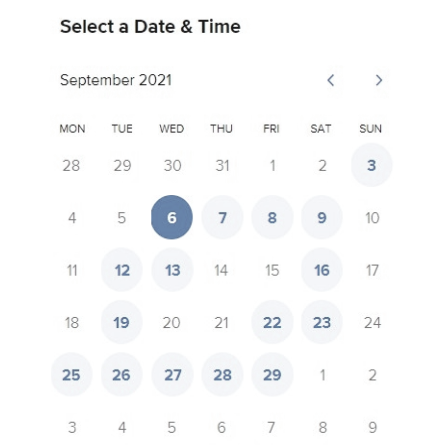 Select a Date & Time
September 2021
MON TUE WED THU FRI SAT SUN
28 29 30 31 1 2 3
4 5 6 7 8 9 10
11 12 13 14 15 16 17
18 19 20 21 22 23 24
25 26 27 28 29 1 2
3 4 5 6 7 8 9